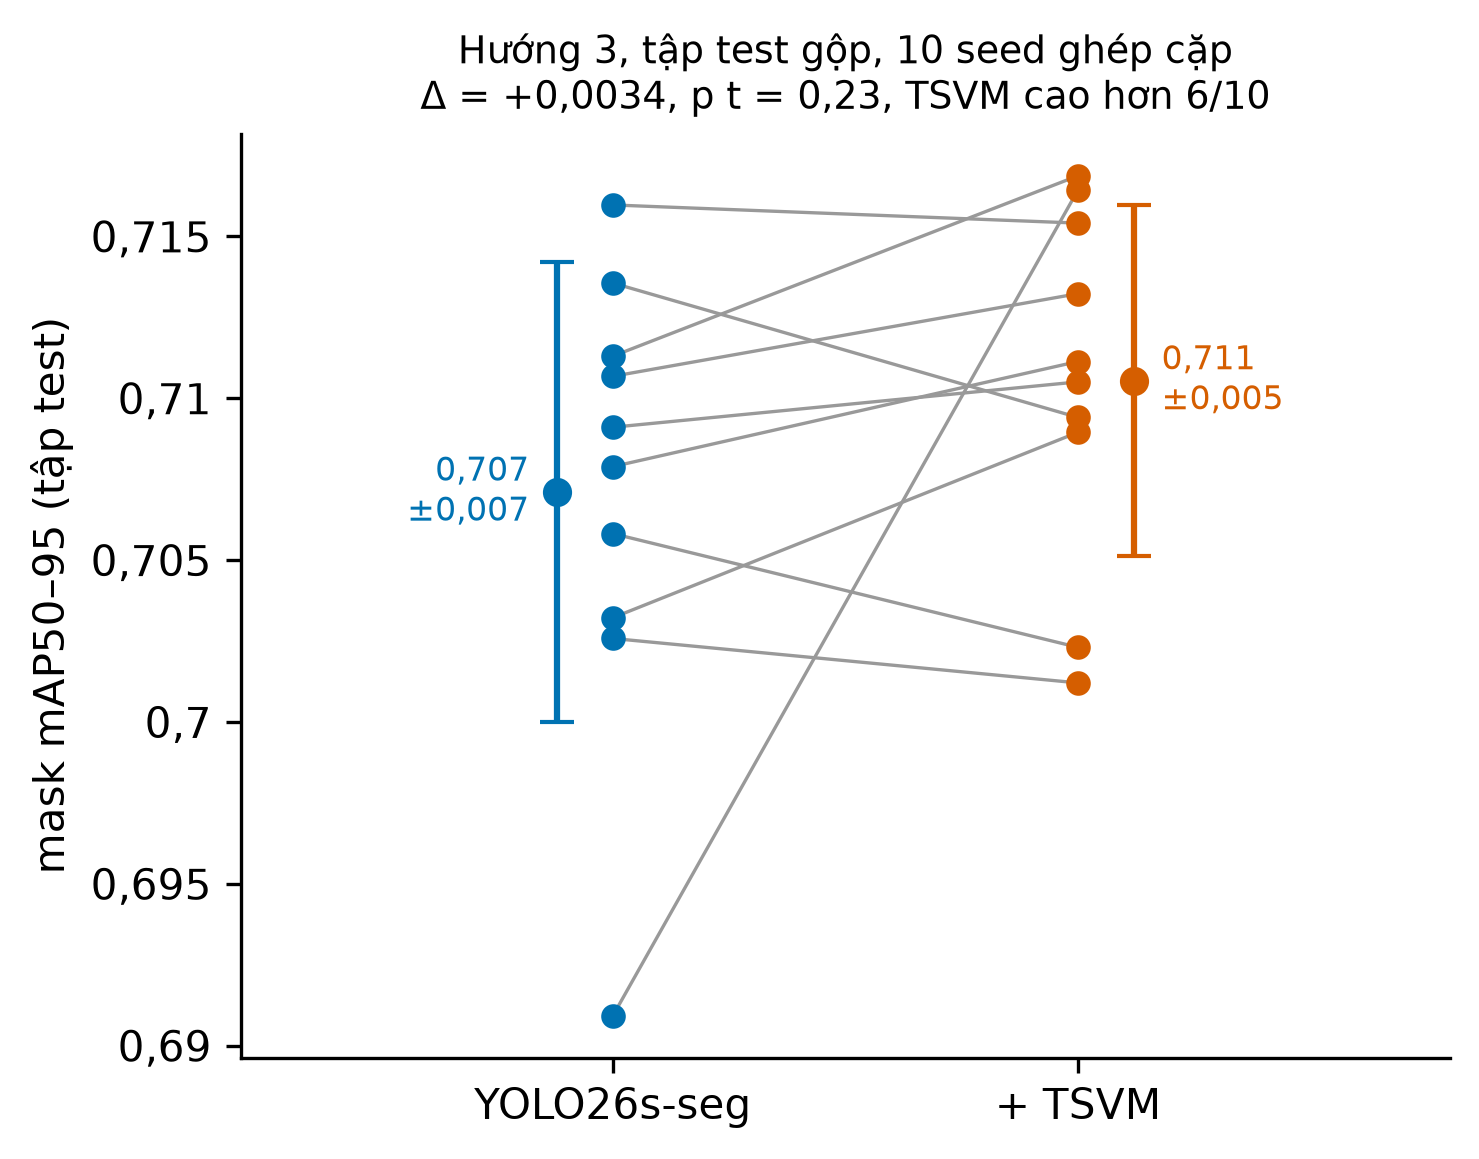 Hướng 3, tập test gộp, 10 seed ghép cặp
Δ = +0,0034, p t = 0,23, TSVM cao hơn 6/10
mask mAP50–95 (tập test)
0,715
0,71
0,705
0,7
0,695
0,69
0,707
±0,007
0,711
±0,005
YOLO26s-seg
+ TSVM